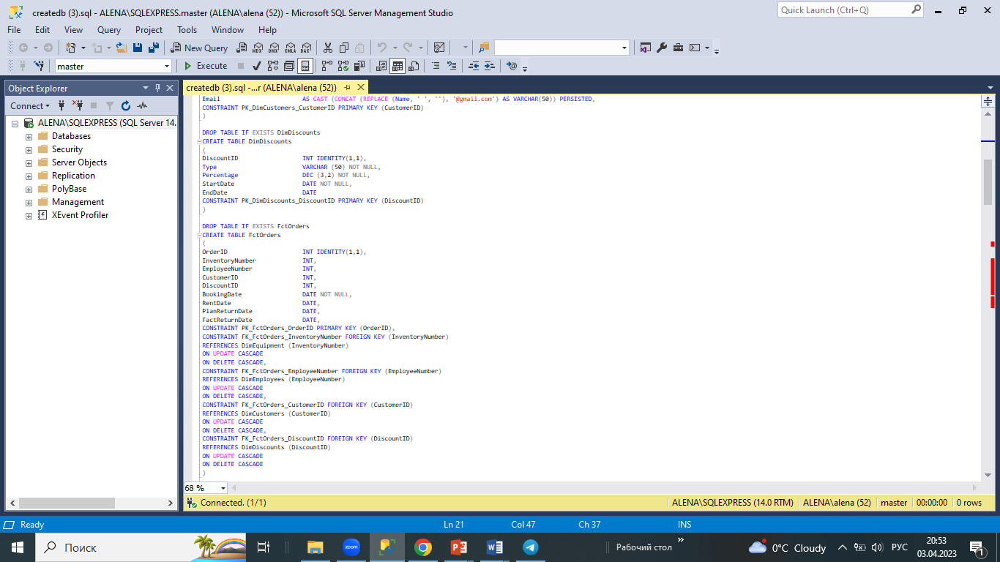 createdb (3).sql - ALENA\SQLEXPRESS.master (ALENA\alena (52)) - Microsoft SQL Server Management Studio
Quick Launch (Ctrl+Q)
File Edit View Query Project Tools Window Help
New Query MDX DMX XMLA DAX
master Execute
Object Explorer
Connect
ALENA\SQLEXPRESS (SQL Server 14.
Databases
Security
Server Objects
Replication
PolyBase
Management
XEvent Profiler
createdb (3).sql -...r (ALENA\alena (52))
Email AS CAST (CONCAT (REPLACE (Name, ' ', ''), '@gmail.com') AS VARCHAR(50)) PERSISTED,
CONSTRAINT PK_DimCustomers_CustomerID PRIMARY KEY (CustomerID)
)
DROP TABLE IF EXISTS DimDiscounts
CREATE TABLE DimDiscounts
(
DiscountID INT IDENTITY(1,1),
Type VARCHAR (50) NOT NULL,
Percentage DEC (3,2) NOT NULL,
StartDate DATE NOT NULL,
EndDate DATE
CONSTRAINT PK_DimDiscounts_DiscountID PRIMARY KEY (DiscountID)
)
DROP TABLE IF EXISTS FctOrders
CREATE TABLE FctOrders
(
OrderID INT IDENTITY(1,1),
InventoryNumber INT,
EmployeeNumber INT,
CustomerID INT,
DiscountID INT,
BookingDate DATE NOT NULL,
RentDate DATE,
PlanReturnDate DATE,
FactReturnDate DATE,
CONSTRAINT PK_FctOrders_OrderID PRIMARY KEY (OrderID),
CONSTRAINT FK_FctOrders_InventoryNumber FOREIGN KEY (InventoryNumber)
REFERENCES DimEquipment (InventoryNumber)
ON UPDATE CASCADE
ON DELETE CASCADE,
CONSTRAINT FK_FctOrders_EmployeeNumber FOREIGN KEY (EmployeeNumber)
REFERENCES DimEmployees (EmployeeNumber)
ON UPDATE CASCADE
ON DELETE CASCADE,
CONSTRAINT FK_FctOrders_CustomerID FOREIGN KEY (CustomerID)
REFERENCES DimCustomers (CustomerID)
ON UPDATE CASCADE
ON DELETE CASCADE,
CONSTRAINT FK_FctOrders_DiscountID FOREIGN KEY (DiscountID)
REFERENCES DimDiscounts (DiscountID)
ON UPDATE CASCADE
ON DELETE CASCADE
)
68 %
Connected. (1/1) ALENA\SQLEXPRESS (14.0 RTM) ALENA\alena (52) master 00:00:00 0 rows
Ready Ln 21 Col 47 Ch 37 INS
Поиск zoom Рабочий стол » 0°C Cloudy РУС 20:53
03.04.2023 1